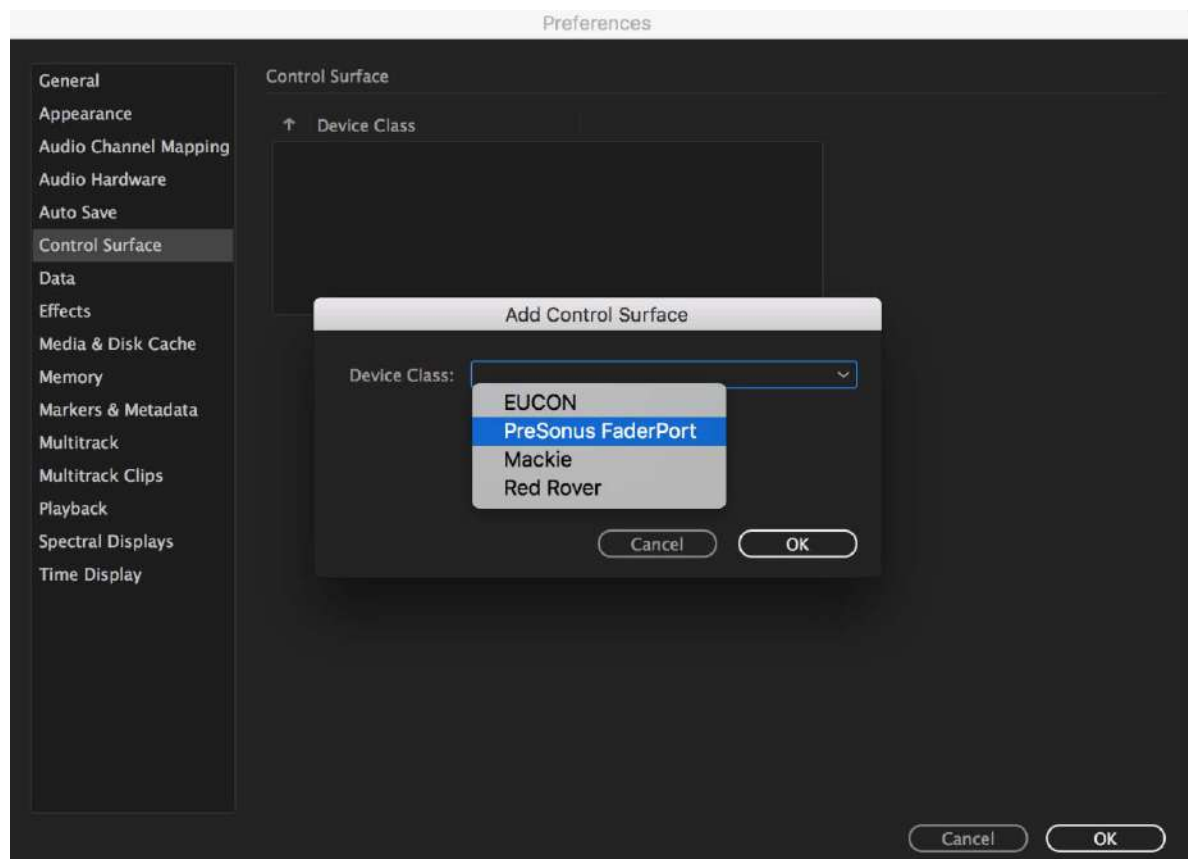 Preferences
General
Appearance
Audio Channel Mapping
Audio Hardware
Auto Save
Control Surface
Data
Effects
Media & Disk Cache
Memory
Markers & Metadata
Multitrack
Multitrack Clips
Playback
Spectral Displays
Time Display
Control Surface
Device Class
Add Control Surface
Device Class:
EUCON
PreSonus FaderPort
Mackie
Red Rover
Cancel OK
Cancel OK